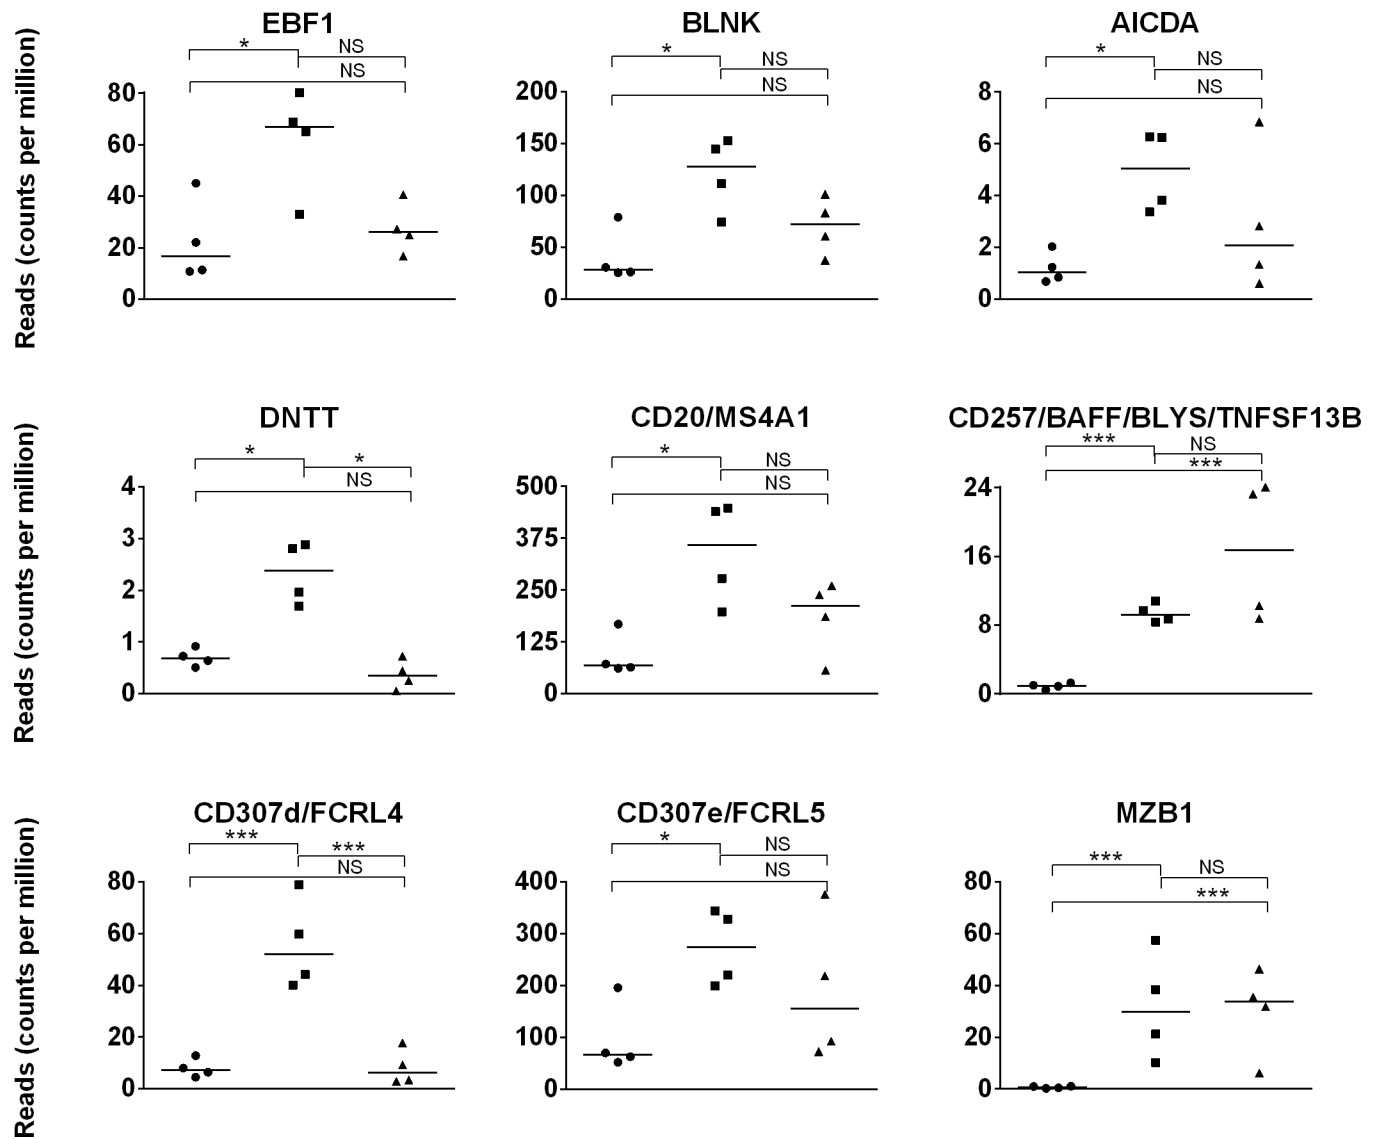 EBF1
BLNK
AICDA
Reads (counts per million)
* NS
NS
80
60
40
20
0
* NS
NS
200
150
100
50
0
* NS
NS
8
6
4
2
0
DNTT
CD20/MS4A1
CD257/BAFF/BLYS/TNFSF13B
Reads (counts per million)
* *
NS
4
3
2
1
0
* NS
NS
500
375
250
125
0
*** NS
***
24
16
8
0
CD307d/FCRL4
CD307e/FCRL5
MZB1
Reads (counts per million)
*** ***
NS
80
60
40
20
0
* NS
NS
400
300
200
100
0
*** NS
***
80
60
40
20
0